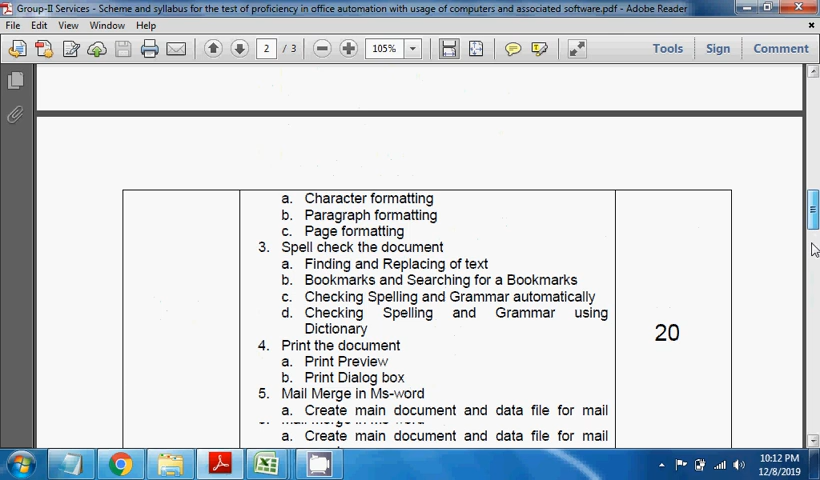 Group-II Services - Scheme and syllabus for the test of proficiency in office automation with usage of computers and associated software.pdf - Adobe Reader
File Edit View Window Help
2 / 3 105% Tools Sign Comment
a. Character formatting
b. Paragraph formatting
c. Page formatting
3. Spell check the document
a. Finding and Replacing of text
b. Bookmarks and Searching for a Bookmarks
c. Checking Spelling and Grammar automatically
d. Checking Spelling and Grammar using
Dictionary
20
4. Print the document
a. Print Preview
b. Print Dialog box
5. Mail Merge in Ms-word
a. Create main document and data file for mail
a. Create main document and data file for mail
10:12 PM
12/8/2019